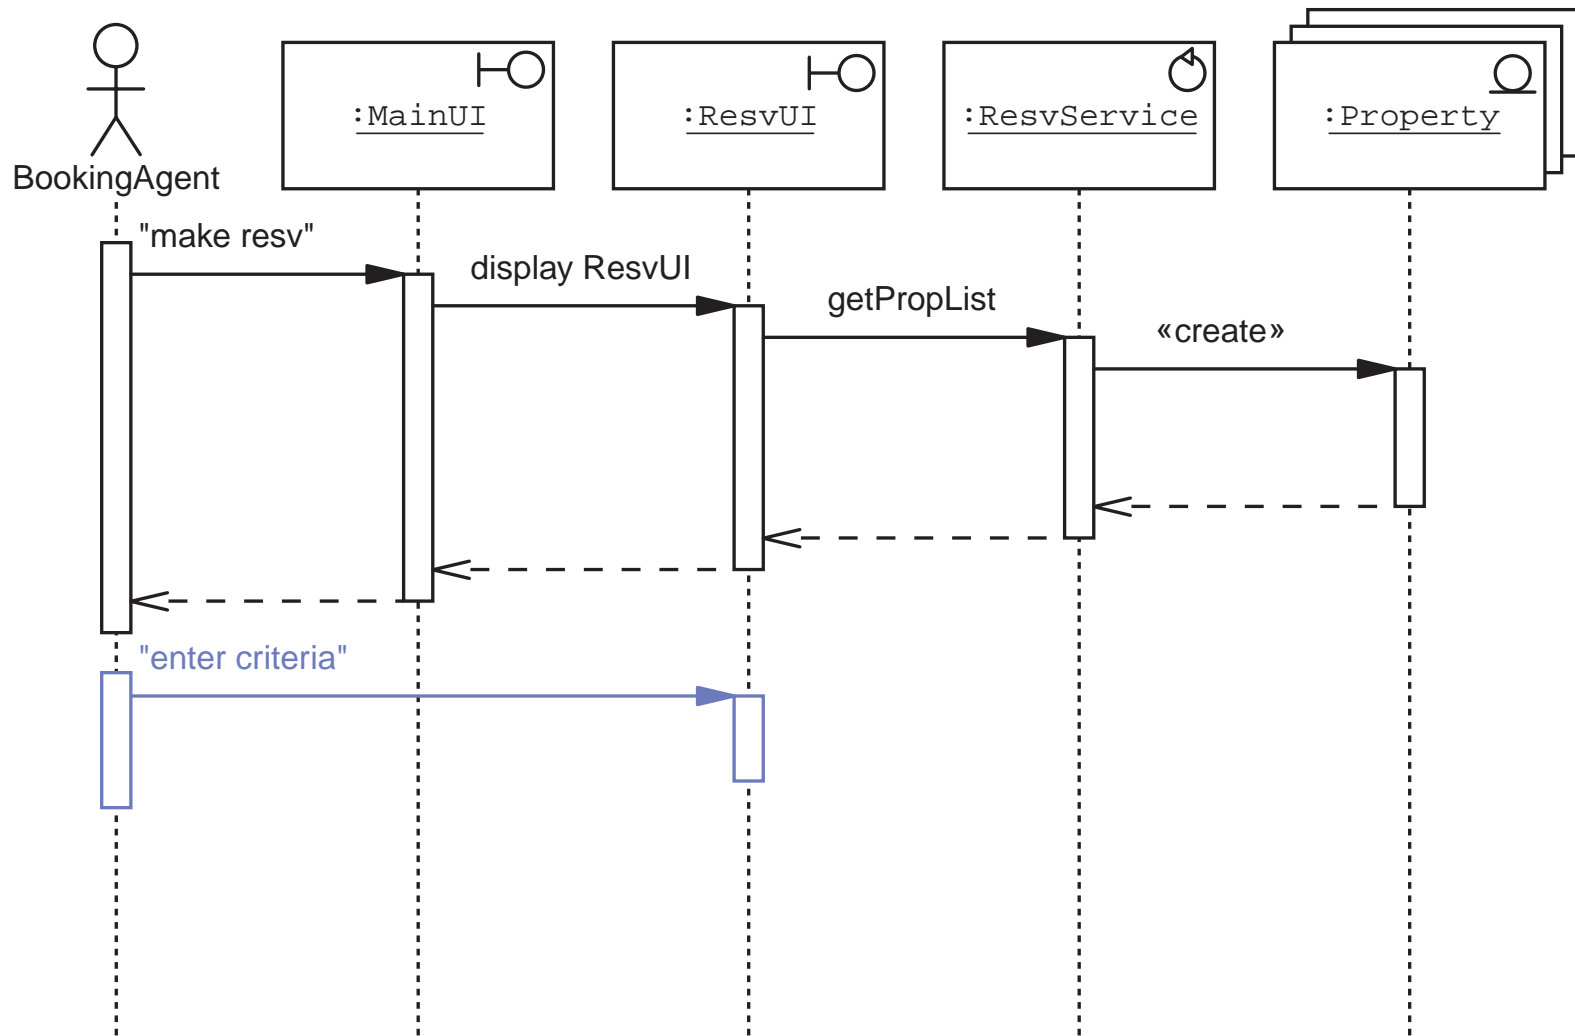 :MainUI
:ResvUI
:ResvService
:Property
BookingAgent
"make resv"
display ResvUI
getPropList
«create»
"enter criteria"